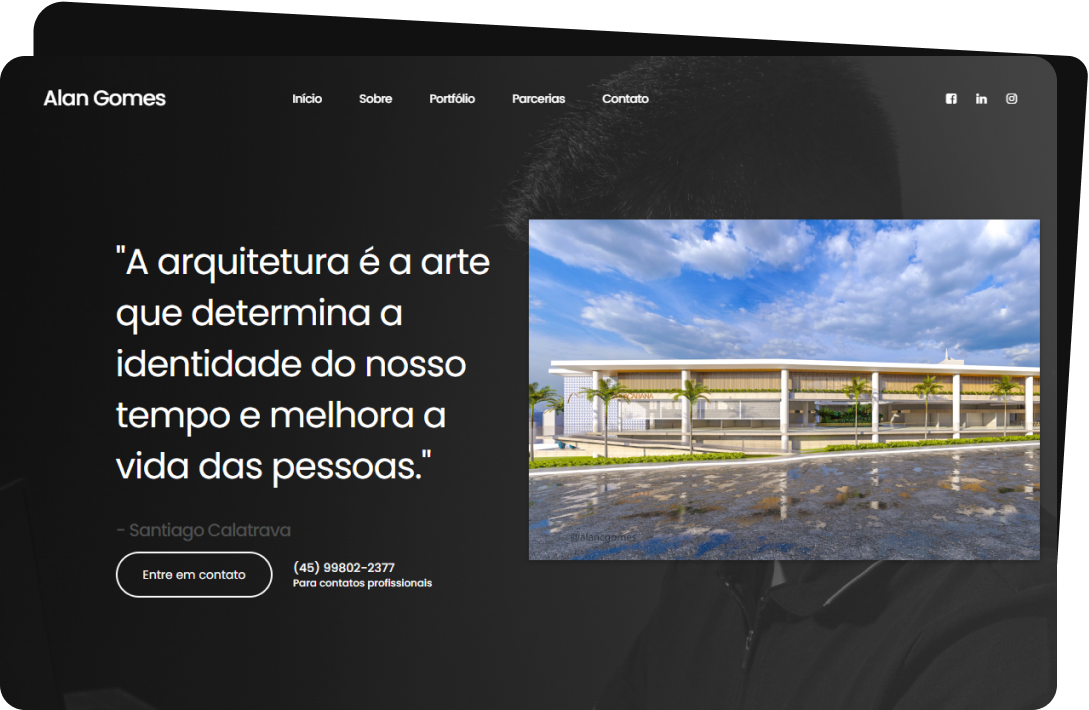 Alan Gomes
Início Sobre Portfólio Parcerias Contato
"A arquitetura é a arte
que determina a
identidade do nosso
tempo e melhora a
vida das pessoas."
- Santiago Calatrava
Entre em contato
(45) 99802-2377
Para contatos profissionais